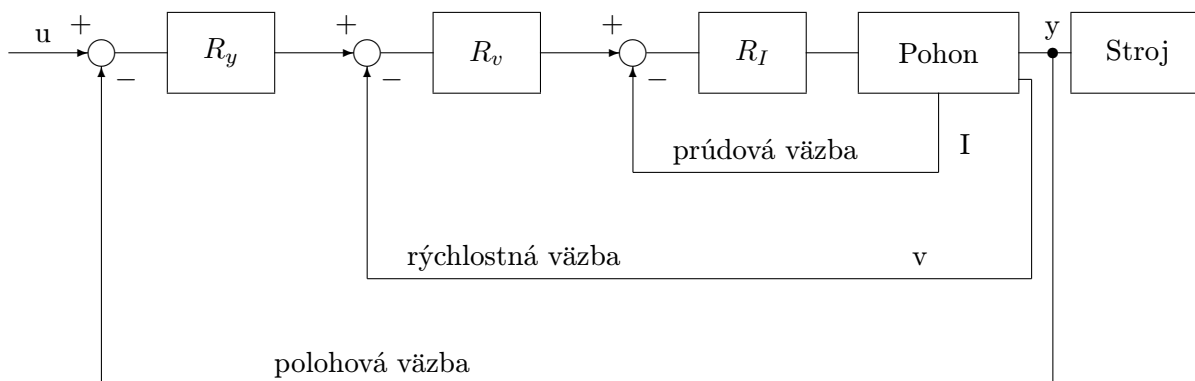 u + − R_y + − R_v + − R_I Pohon y Stroj
prúdová väzba I
rýchlostná väzba v
polohová väzba